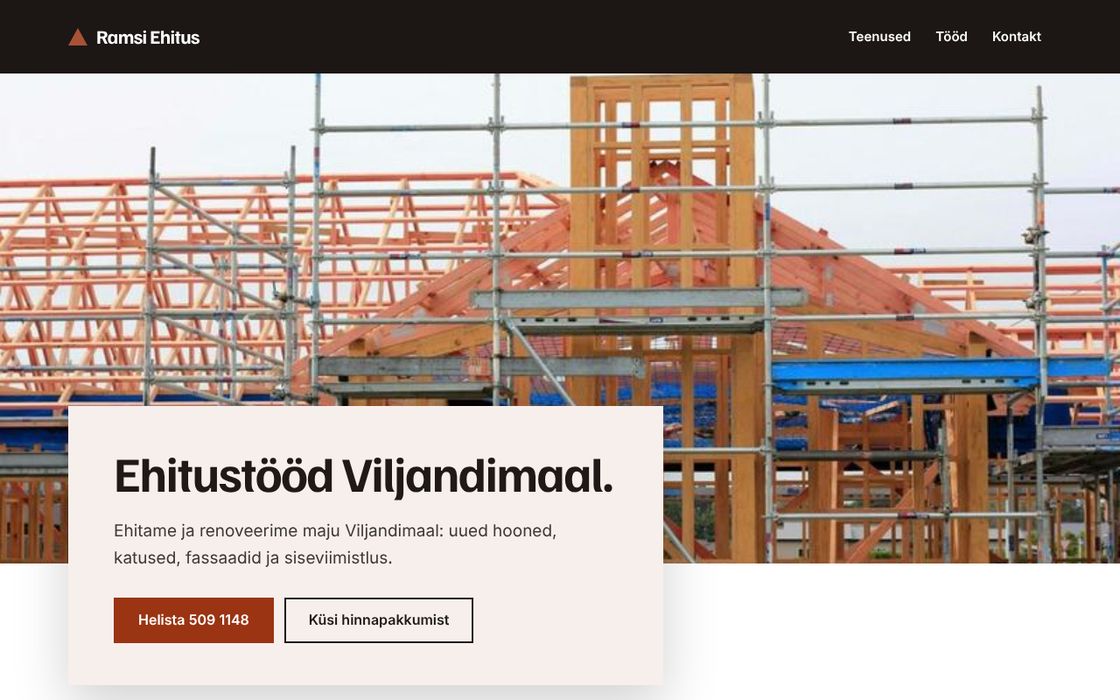 Ramsi Ehitus
Teenused Tööd Kontakt
Ehitustööd Viljandimaal.
Ehitame ja renoveerime maju Viljandimaal: uued hooned,
katused, fassaadid ja siseviimistlus.
Helista 509 1148 Küsi hinnapakkumist